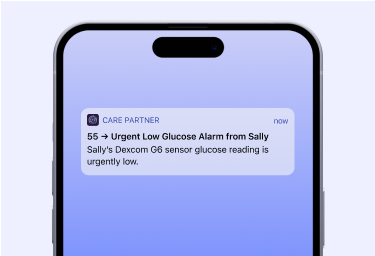 CARE PARTNER
now
55 → Urgent Low Glucose Alarm from Sally
Sally's Dexcom G6 sensor glucose reading is
urgently low.